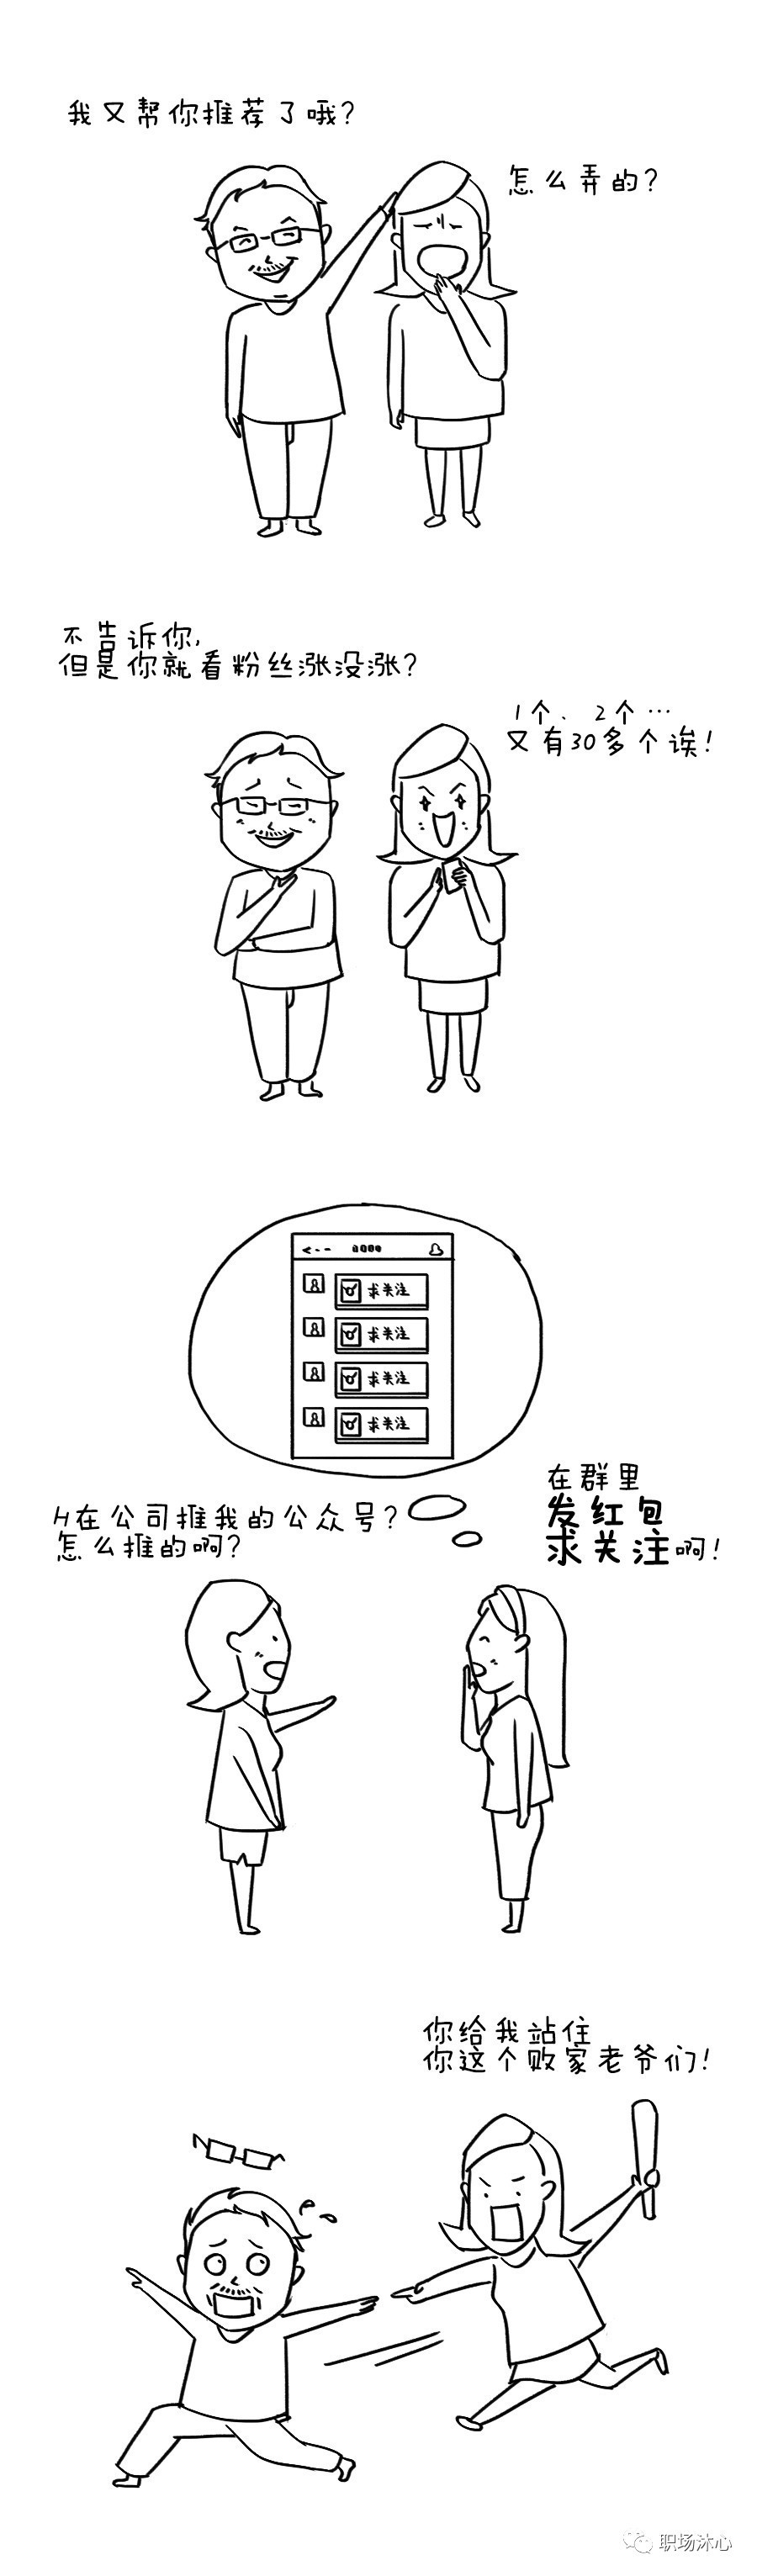 我又帮你推荐了哦?
怎么弄的?
不告诉你,
但是你就看粉丝涨没涨?
1个、2个…
又有30多个诶!
求关注
求关注
求关注
求关注
H在公司推我的公众号?
怎么推的啊?
在群里
发红包
求关注啊!
你给我站住
你这个败家老爷们!
职场沐心